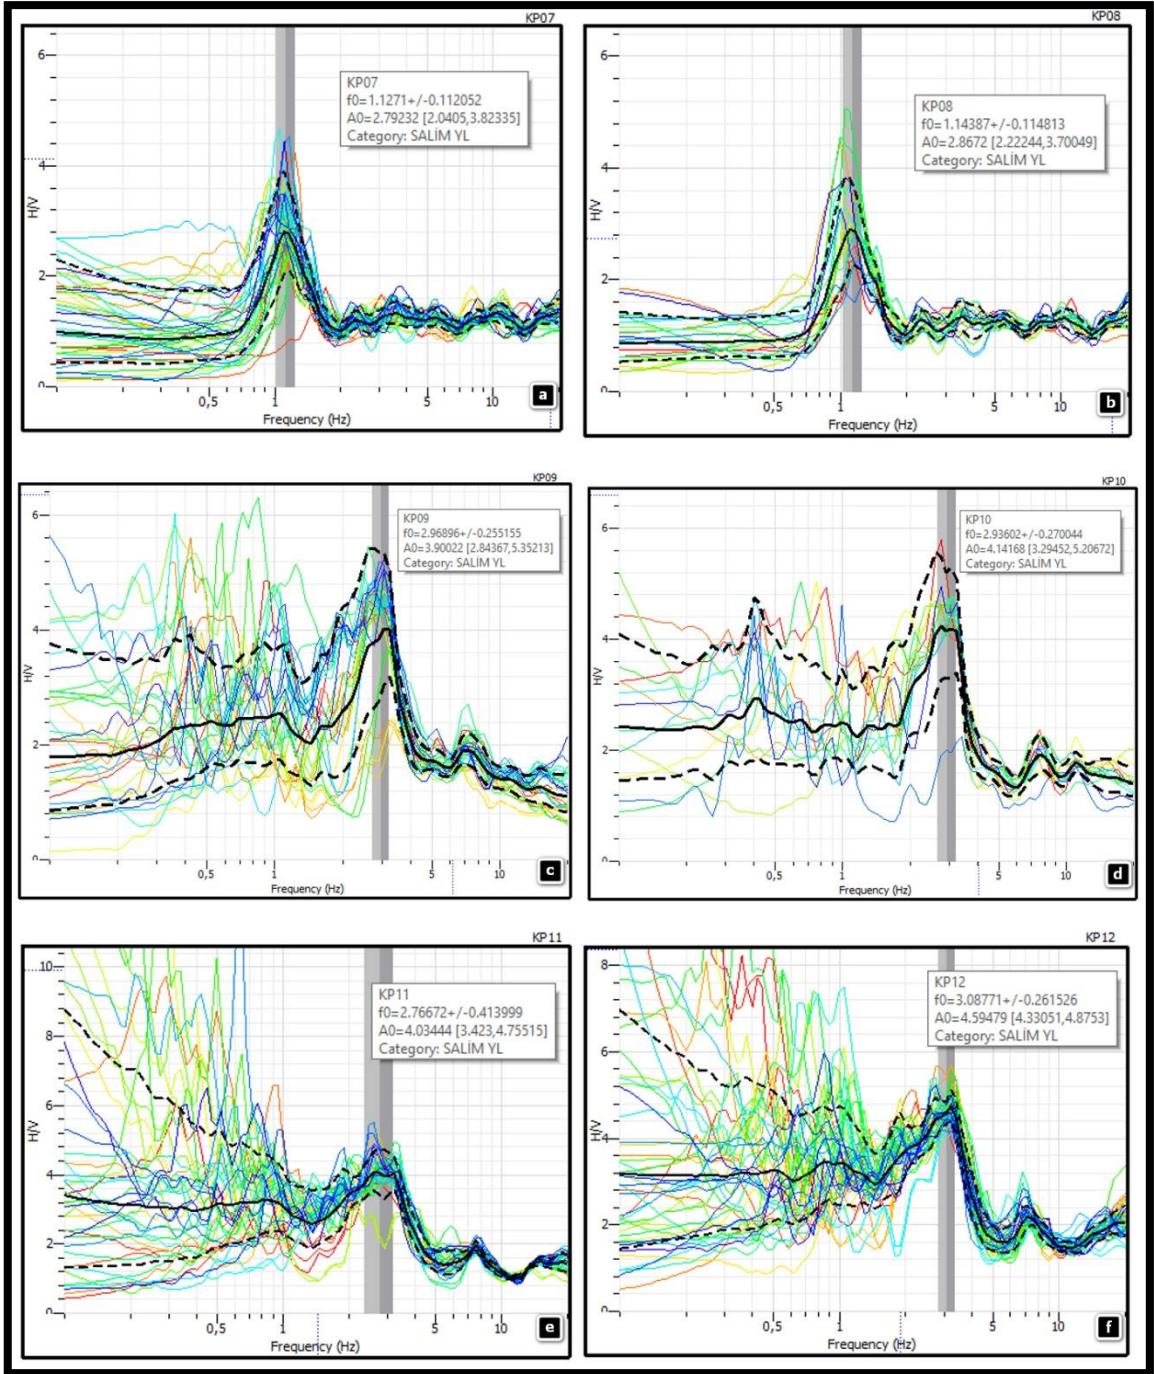 KP07
6
4
2
0
H/V
KP07
f0=1.1271+/-0.112052
A0=2.79232 [2.0405,3.82335]
Category: SALİM YL
0,5
1
5
10
Frequency (Hz)
a
KP08
6
4
2
0
H/V
KP08
f0=1.14387+/-0.114813
A0=2.8672 [2.22244,3.70049]
Category: SALİM YL
0,5
1
5
10
Frequency (Hz)
b
KP09
6
4
2
0
H/V
KP09
f0=2.96896+/-0.255155
A0=3.90022 [2.84367,5.35213]
Category: SALİM YL
0,5
1
5
10
Frequency (Hz)
c
KP10
6
4
2
0
H/V
KP10
f0=2.93602+/-0.270044
A0=4.14168 [3.29452,5.20672]
Category: SALİM YL
0,5
1
5
10
Frequency (Hz)
d
KP11
10
8
6
4
2
0
H/V
KP11
f0=2.76672+/-0.413999
A0=4.03444 [3.423,4.75515]
Category: SALİM YL
0,5
1
5
10
Frequency (Hz)
e
KP12
8
6
4
2
0
H/V
KP12
f0=3.08771+/-0.261526
A0=4.59479 [4.33051,4.8753]
Category: SALİM YL
0,5
1
5
10
Frequency (Hz)
f